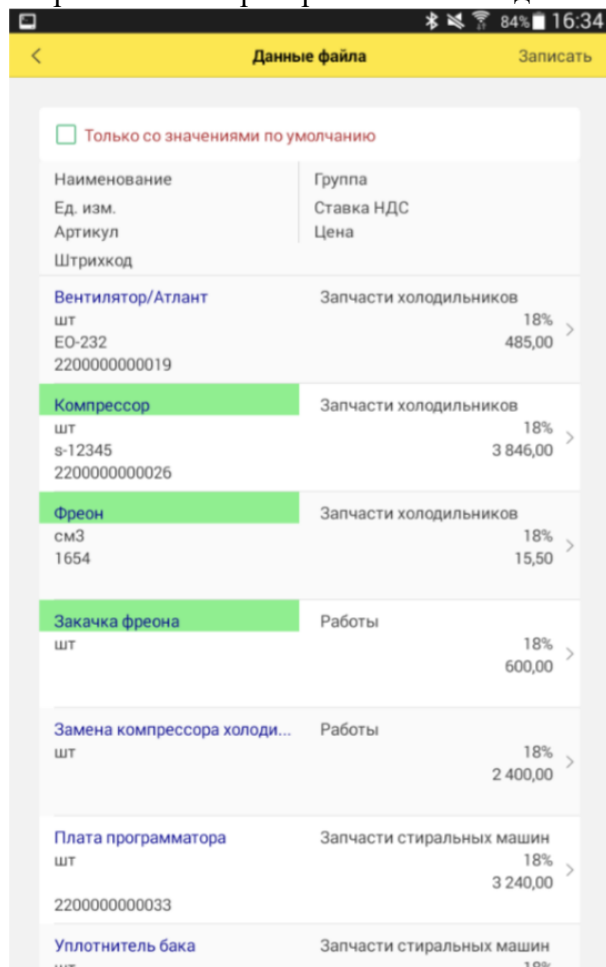 84% 16:34
Данные файла Записать
Только со значениями по умолчанию
Наименование Группа
Ед. изм. Ставка НДС
Артикул Цена
Штрихкод
Вентилятор/Атлант Запчасти холодильников
шт 18%
EO-232 485,00
2200000000019
Компрессор Запчасти холодильников
шт 18%
s-12345 3 846,00
2200000000026
Фреон Запчасти холодильников
см3 18%
1654 15,50
Закачка фреона Работы
шт 18%
600,00
Замена компрессора холоди... Работы
шт 18%
2 400,00
Плата программатора Запчасти стиральных машин
шт 18%
3 240,00
2200000000033
Уплотнитель бака Запчасти стиральных машин